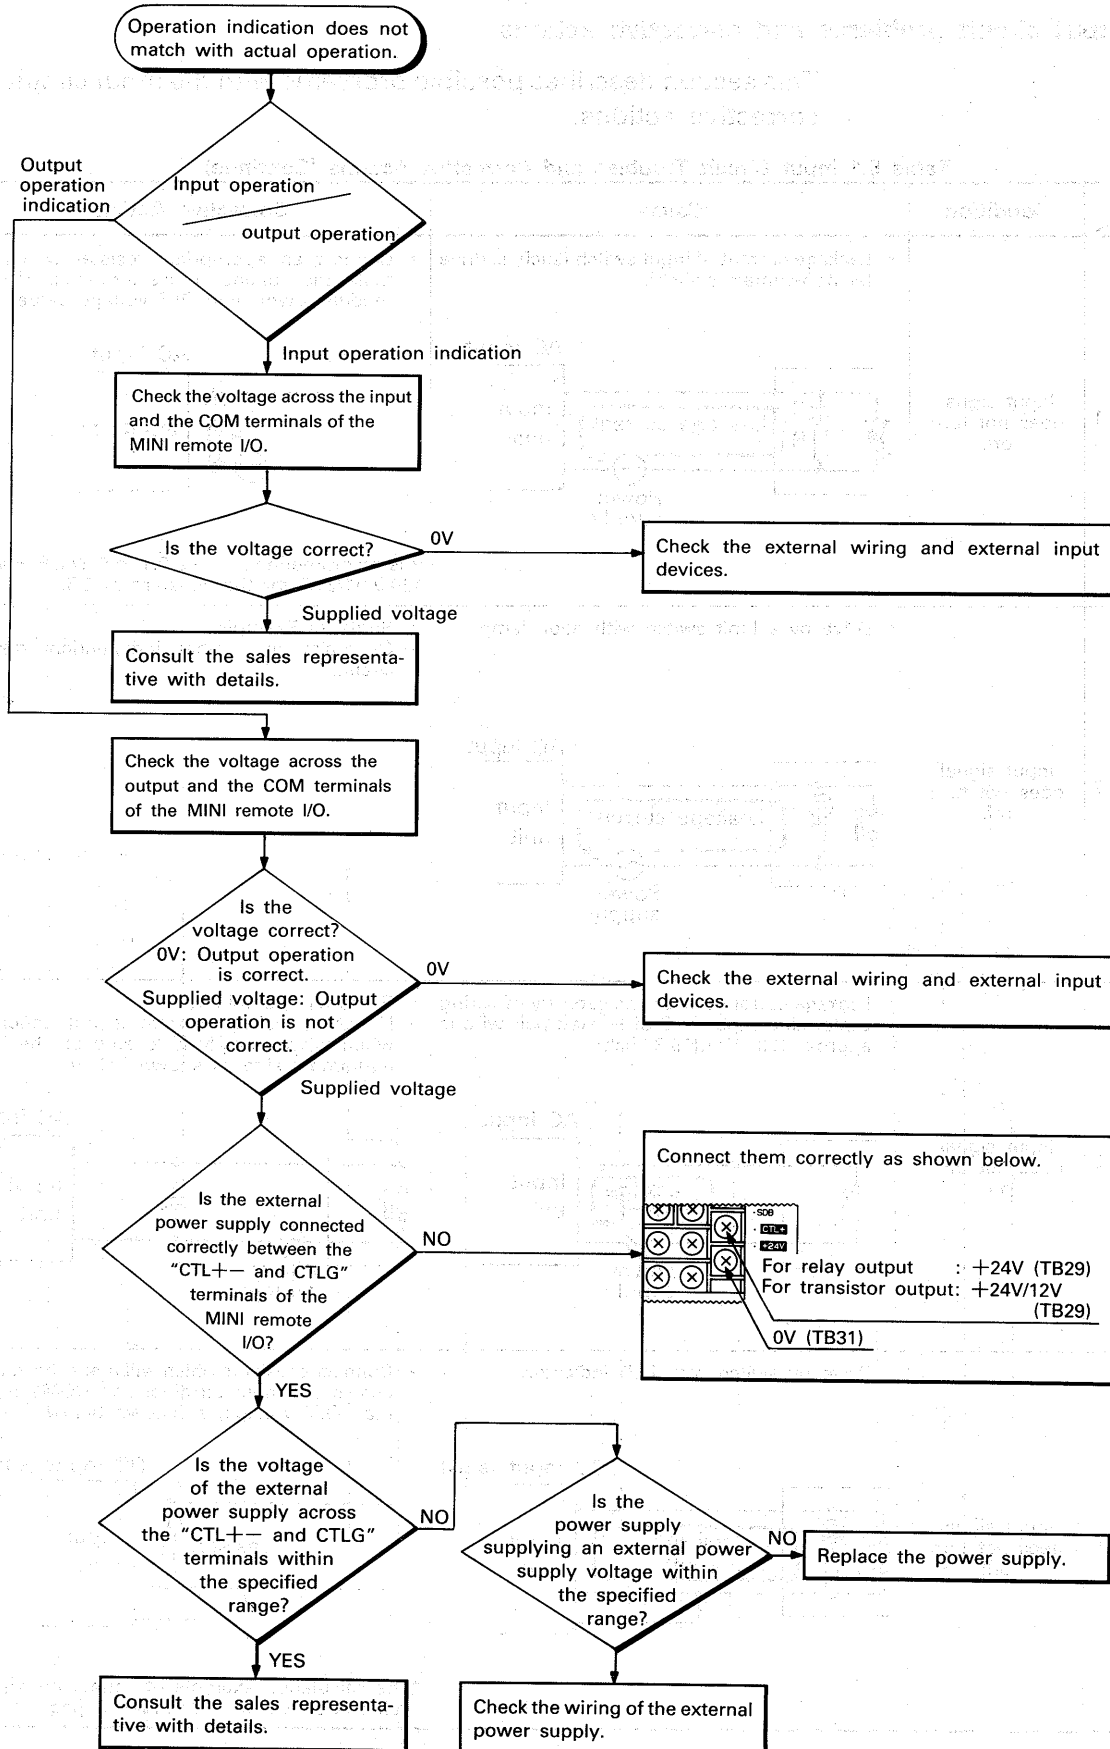 Operation indication does not
match with actual operation.
Output
operation
indication
Input operation
output operation
Input operation indication
Check the voltage across the input
and the COM terminals of the
MINI remote I/O.
Is the voltage correct?
0V
Check the external wiring and external input
devices.
Supplied voltage
Consult the sales representa-
tive with details.
Check the voltage across the
output and the COM terminals
of the MINI remote I/O.
Is the
voltage correct?
0V: Output operation
is correct.
Supplied voltage: Output
operation is not
correct.
0V
Check the external wiring and external input
devices.
Supplied voltage
Is the external
power supply connected
correctly between the
"CTL+− and CTLG"
terminals of the
MINI remote
I/O?
NO
Connect them correctly as shown below.
SDB
CTL+
+24V
For relay output : +24V (TB29)
For transistor output: +24V/12V
(TB29)
0V (TB31)
YES
Is the voltage
of the external
power supply across
the "CTL+− and CTLG"
terminals within
the specified
range?
NO
Is the
power supply
supplying an external power
supply voltage within
the specified
range?
NO
Replace the power supply.
YES
Consult the sales representa-
tive with details.
Check the wiring of the external
power supply.